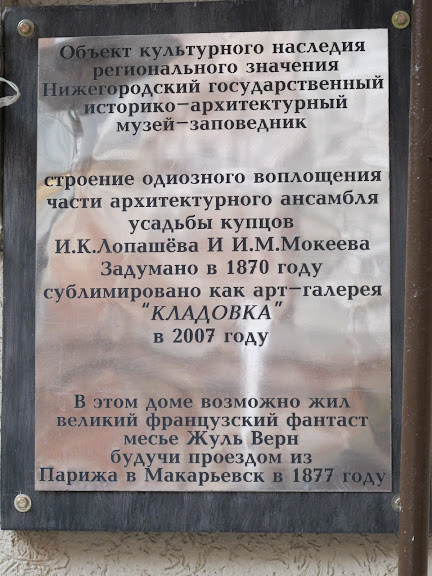 Объект культурного наследия
регионального значения
Нижегородский государственный
историко-архитектурный
музей-заповедник
строение одиозного воплощения
части архитектурного ансамбля
усадьбы купцов
И.К.Лопашёва И И.М.Мокеева
Задумано в 1870 году
сублимировано как арт-галерея
"КЛАДОВКА"
в 2007 году
В этом доме возможно жил
великий французский фантаст
месье Жуль Верн
будучи проездом из
Парижа в Макарьевск в 1877 году